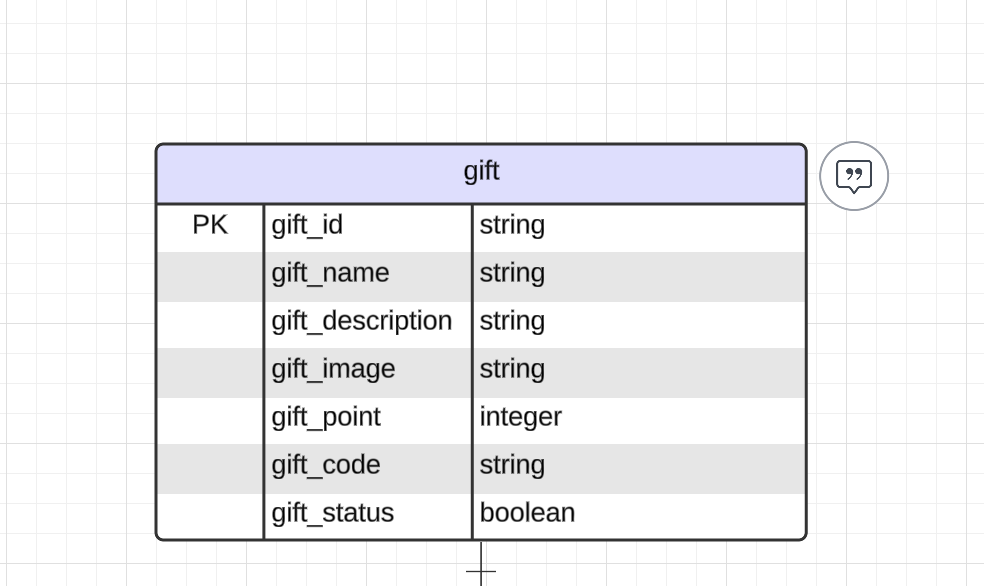 gift
PK gift_id string
gift_name string
gift_description string
gift_image string
gift_point integer
gift_code string
gift_status boolean